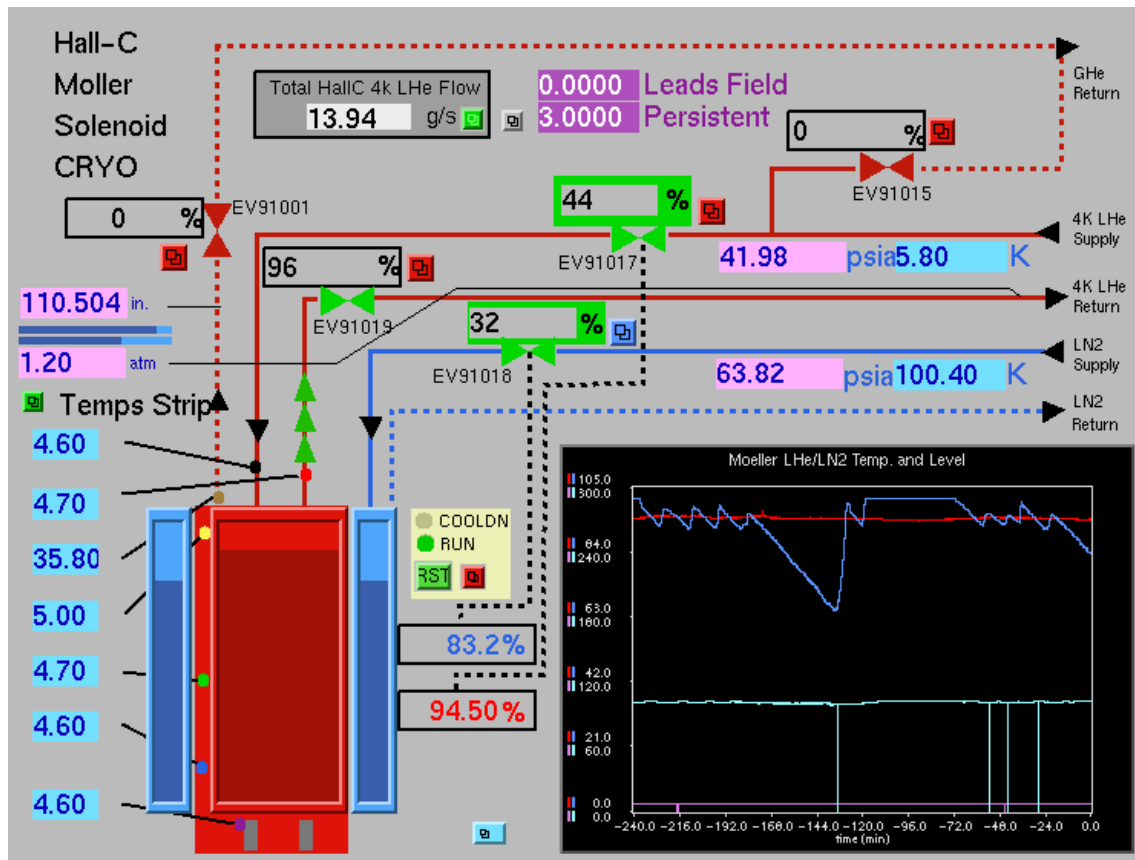 Hall-C
Moller
Solenoid
CRYO
Total HallC 4k LHe Flow
13.94 g/s
0.0000 Leads Field
3.0000 Persistent
GHe
Return
0 %
EV91015
0 %
EV91001
44 %
EV91017
4K LHe
Supply
41.98 psia 5.80 K
96 %
EV91019
4K LHe
Return
110.504 in.
1.20 atm
32 %
EV91018
LN2
Supply
63.82 psia 100.40 K
LN2
Return
Temps Strip
4.60
4.70
35.80
5.00
4.70
4.60
4.60
COOLDN
RUN
RST
83.2%
94.50%
Moeller LHe/LN2 Temp. and Level
105.0
300.0
84.0
240.0
63.0
180.0
42.0
120.0
21.0
60.0
0.0
0.0
-240.0 -216.0 -192.0 -168.0 -144.0 -120.0 -96.0 -72.0 -48.0 -24.0 0.0
time (min)